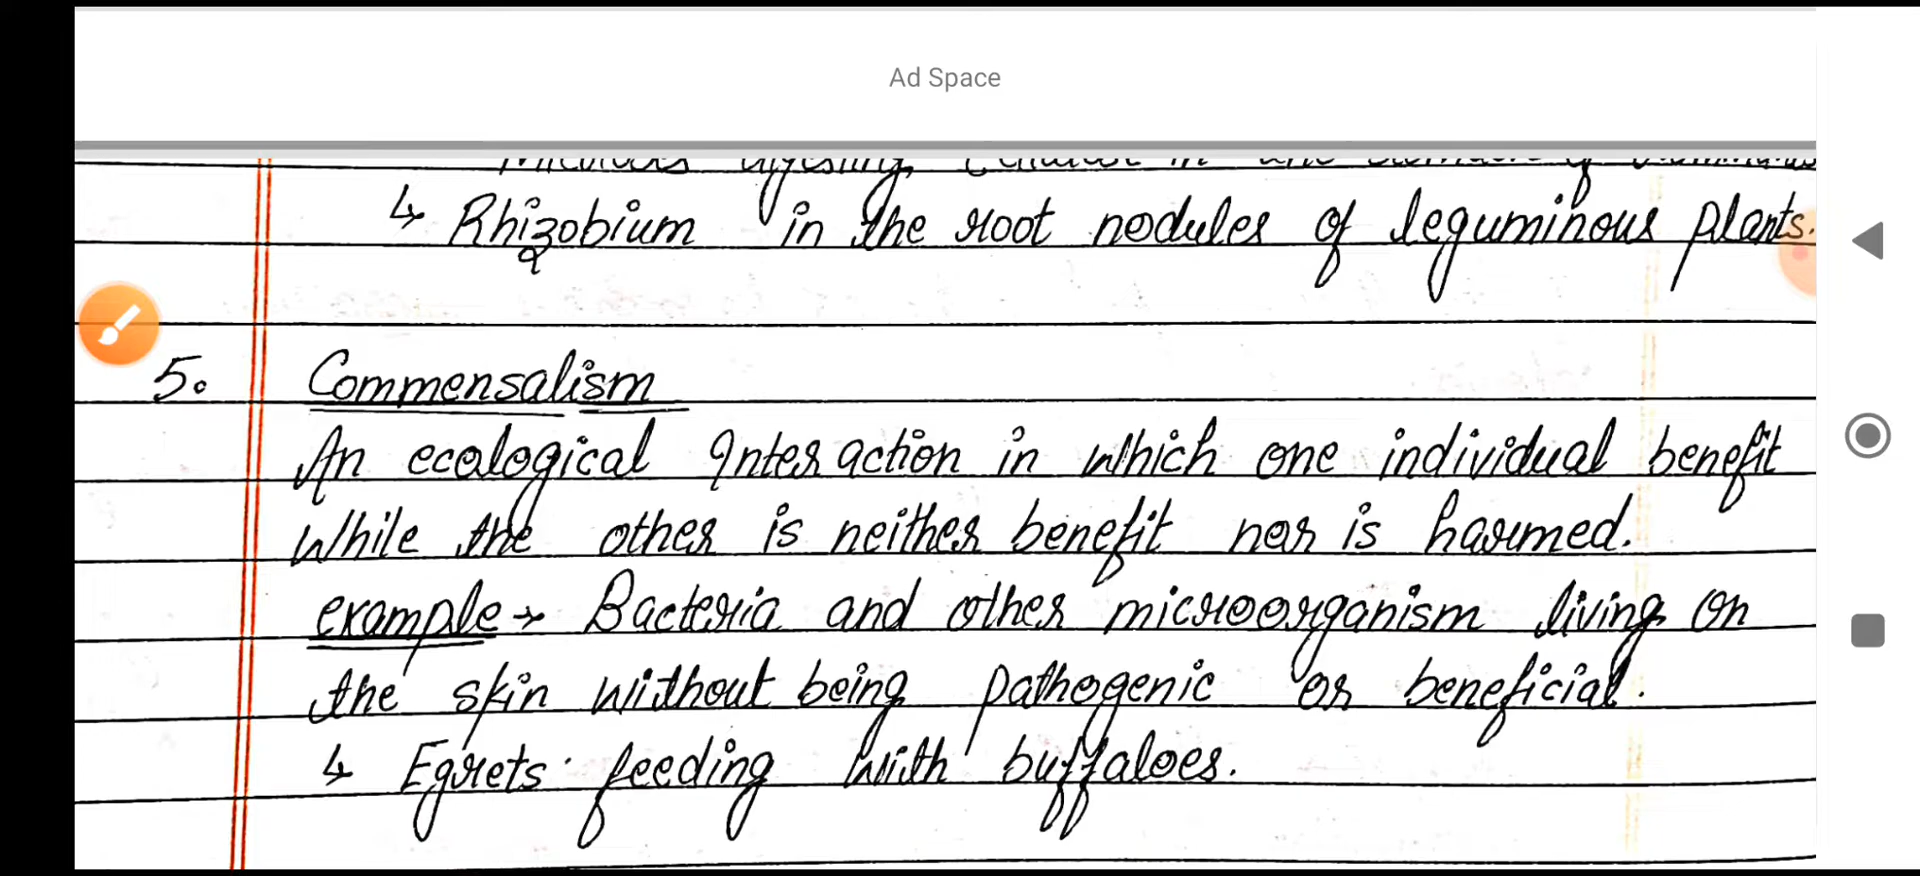 Ad Space
↳ Rhizobium in the root nodules of leguminous plants.
5. Commensalism
An ecological Interaction in which one individual benefit
While the other is neither benefit nor is harmed.
example → Bacteria and other microorganism living on
the skin without being pathogenic or beneficial.
↳ Egrets feeding with buffaloes.